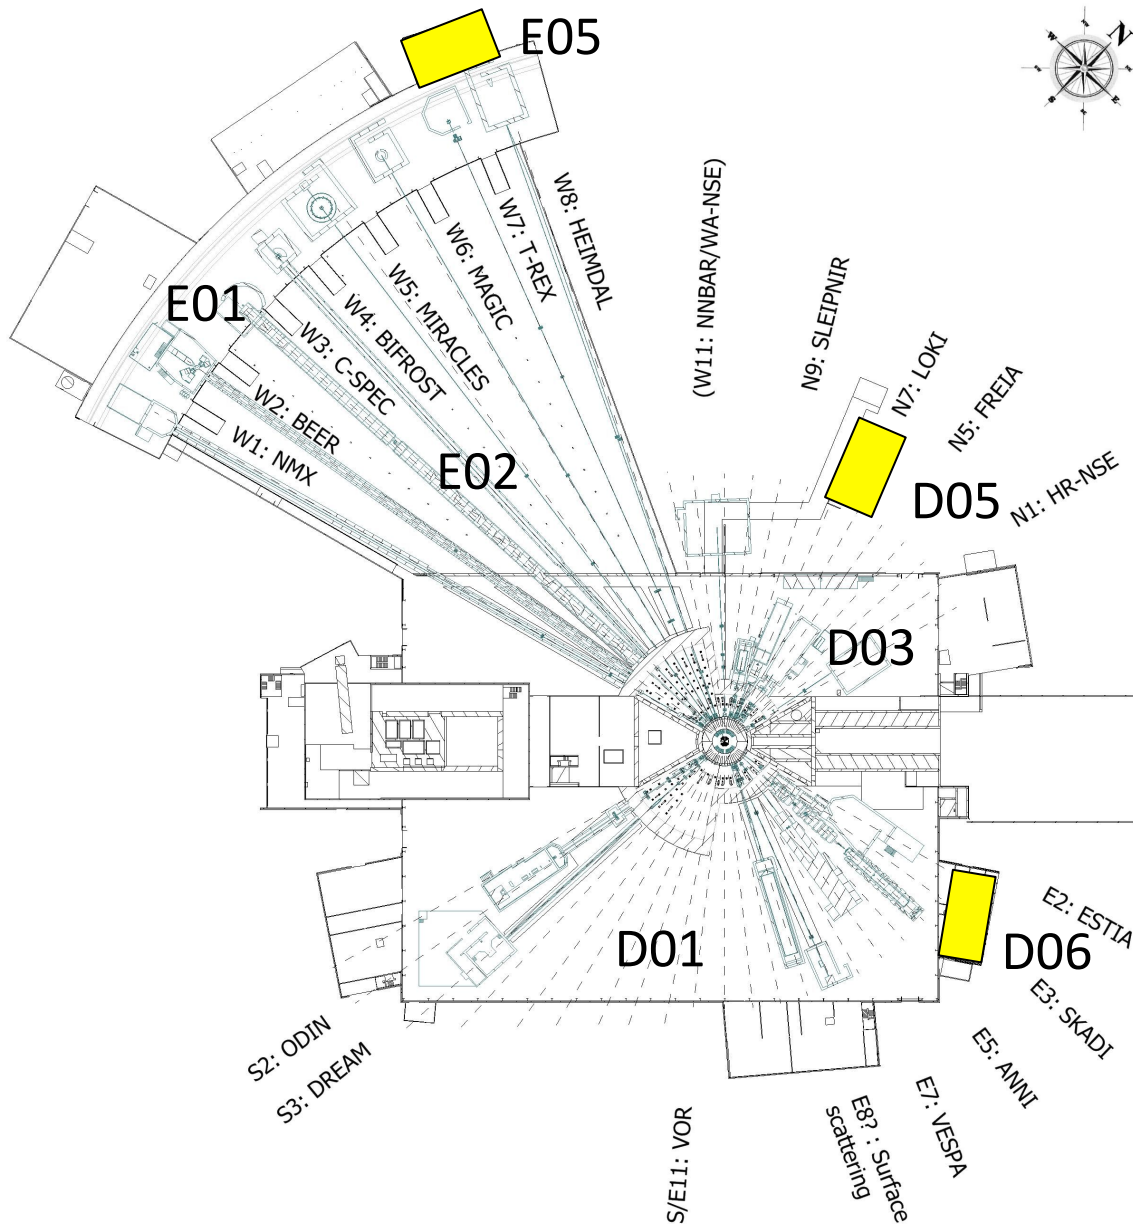 E05
N
W
E
S
W8: HEIMDAL
W7: T-REX
W6: MAGIC
W5: MIRACLES
W4: BIFROST
W3: C-SPEC
W2: BEER
W1: NMX
E01
E02
(W11: NNBAR/WA-NSE)
N9: SLEIPNIR
N7: LOKI
N5: FREIA
N1: HR-NSE
D05
D03
D01
D06
E2: ESTIA
E3: SKADI
E5: ANNI
E7: VESPA
E8? : Surface
scattering
S/E11: VOR
S2: ODIN
S3: DREAM